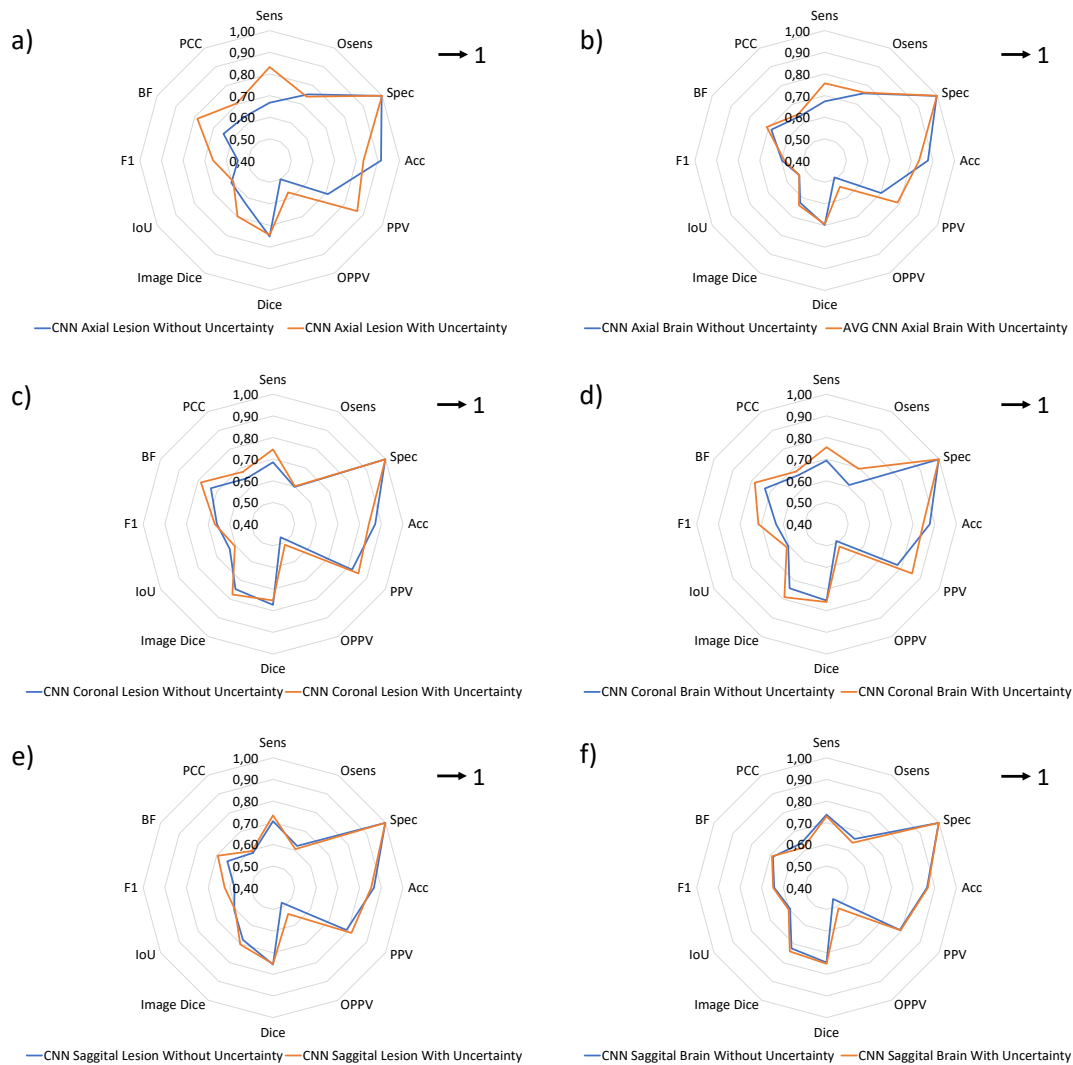 a)
Sens
1,00
0,90
0,80
0,70
0,60
0,50
0,40
Osens
Spec
Acc
PPV
OPPV
Dice
Image Dice
IoU
F1
BF
PCC
1
CNN Axial Lesion Without Uncertainty
CNN Axial Lesion With Uncertainty
b)
Sens
1,00
0,90
0,80
0,70
0,60
0,50
0,40
Osens
Spec
Acc
PPV
OPPV
Dice
Image Dice
IoU
F1
BF
PCC
1
CNN Axial Brain Without Uncertainty
AVG CNN Axial Brain With Uncertainty
c)
Sens
1,00
0,90
0,80
0,70
0,60
0,50
0,40
Osens
Spec
Acc
PPV
OPPV
Dice
Image Dice
IoU
F1
BF
PCC
1
CNN Coronal Lesion Without Uncertainty
CNN Coronal Lesion With Uncertainty
d)
Sens
1,00
0,90
0,80
0,70
0,60
0,50
0,40
Osens
Spec
Acc
PPV
OPPV
Dice
Image Dice
IoU
F1
BF
PCC
1
CNN Coronal Brain Without Uncertainty
CNN Coronal Brain With Uncertainty
e)
Sens
1,00
0,90
0,80
0,70
0,60
0,50
0,40
Osens
Spec
Acc
PPV
OPPV
Dice
Image Dice
IoU
F1
BF
PCC
1
CNN Saggital Lesion Without Uncertainty
CNN Saggital Lesion With Uncertainty
f)
Sens
1,00
0,90
0,80
0,70
0,60
0,50
0,40
Osens
Spec
Acc
PPV
OPPV
Dice
Image Dice
IoU
F1
BF
PCC
1
CNN Saggital Brain Without Uncertainty
CNN Saggital Brain With Uncertainty